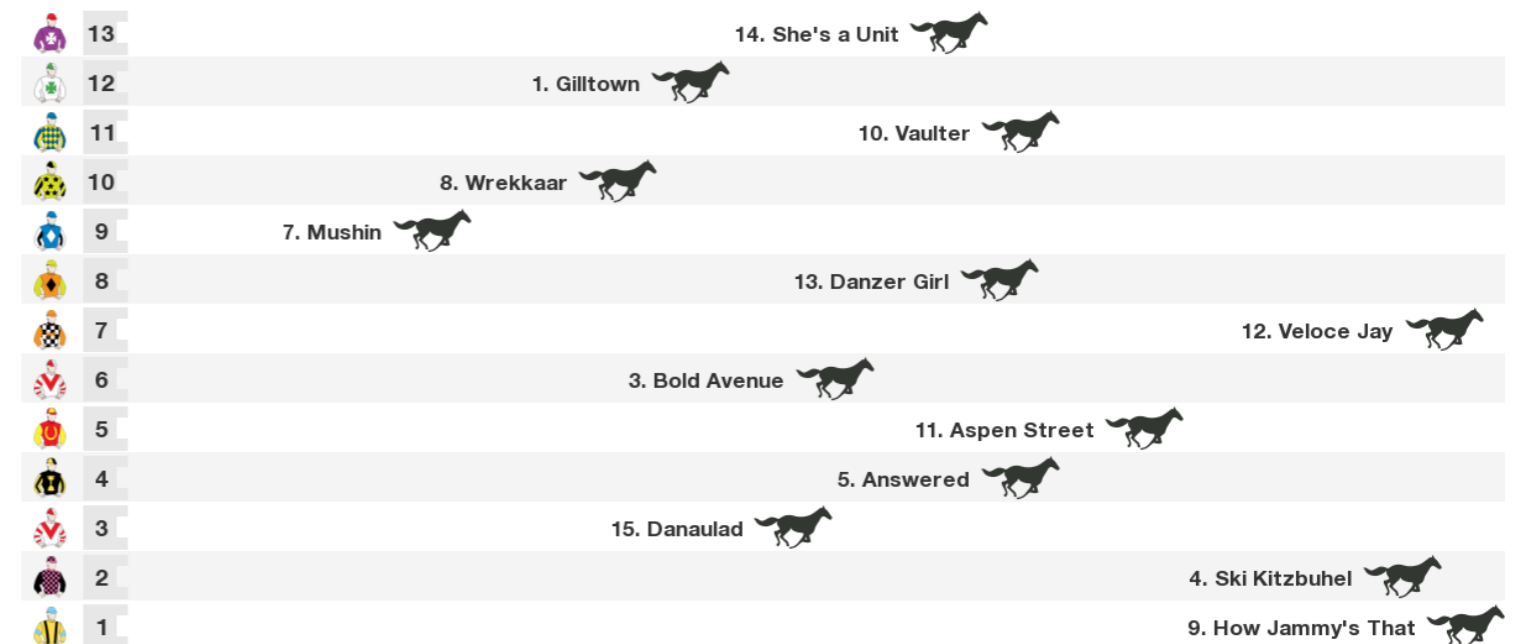 13 14. She's a Unit
12 1. Gilltown
11 10. Vaulter
10 8. Wrekkaar
9 7. Mushin
8 13. Danzer Girl
7 12. Veloce Jay
6 3. Bold Avenue
5 11. Aspen Street
4 5. Answered
3 15. Danaulad
2 4. Ski Kitzbuhel
1 9. How Jammy's That